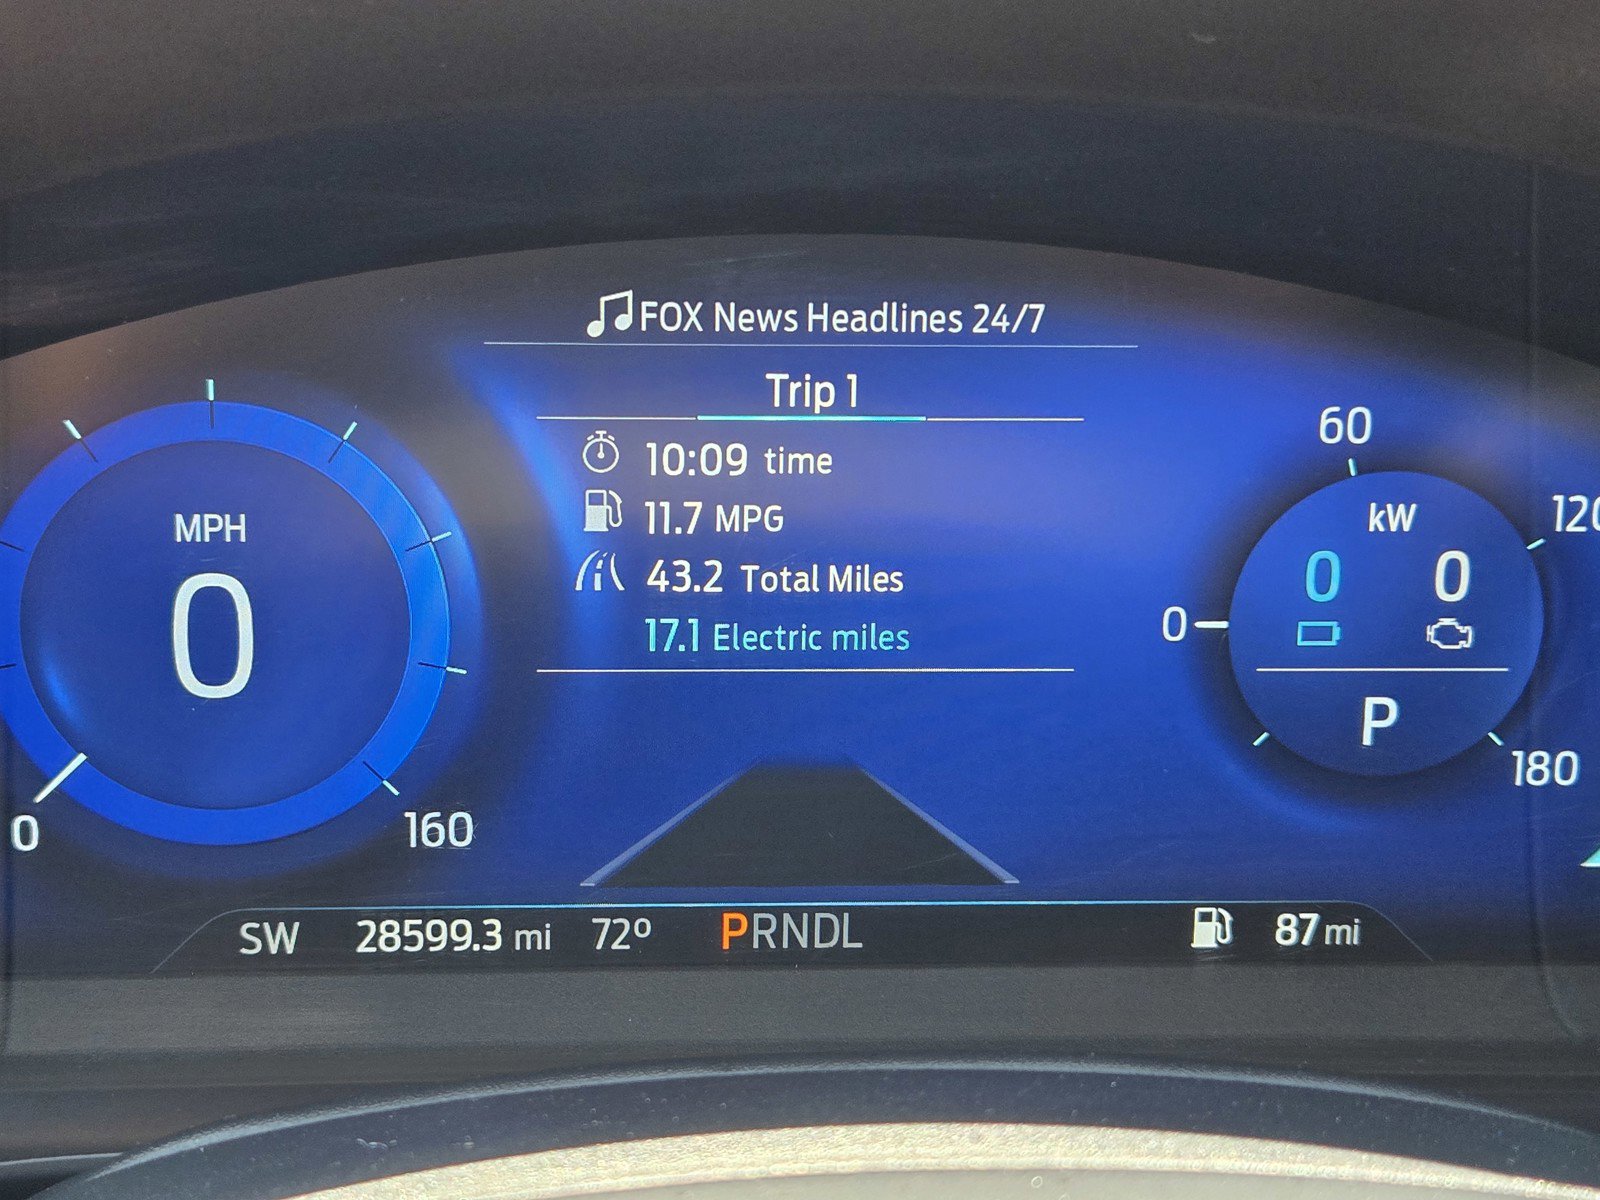 FOX News Headlines 24/7
Trip 1
10:09 time
11.7 MPG
43.2 Total Miles
17.1 Electric miles
MPH
0
0
160
60
120
kW
0 0
0
P
180
SW 28599.3 mi 72º PRNDL 87 mi